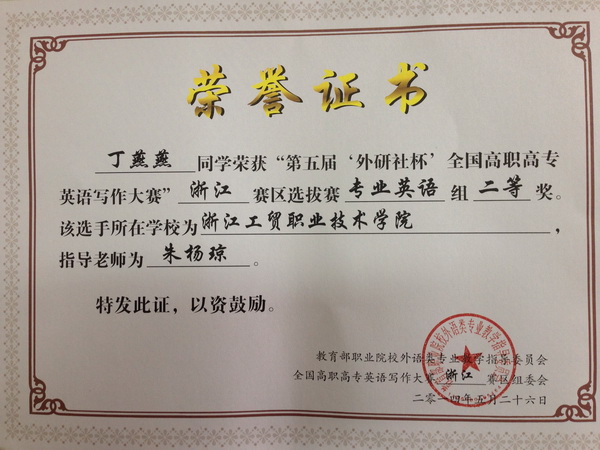 荣誉证书
丁燕燕 同学荣获“第五届‘外研社杯’全国高职高专
英语写作大赛” 浙江 赛区选拔赛 专业英语 组 二等 奖。
该选手所在学校为 浙江工贸职业技术学院 ，
指导老师为 朱杨琼 。
特发此证，以资鼓励。
教育部职业院校外语类专业教学指导委员会
全国高职高专英语写作大赛 浙江 赛区组委会
二〇一四年五月二十六日